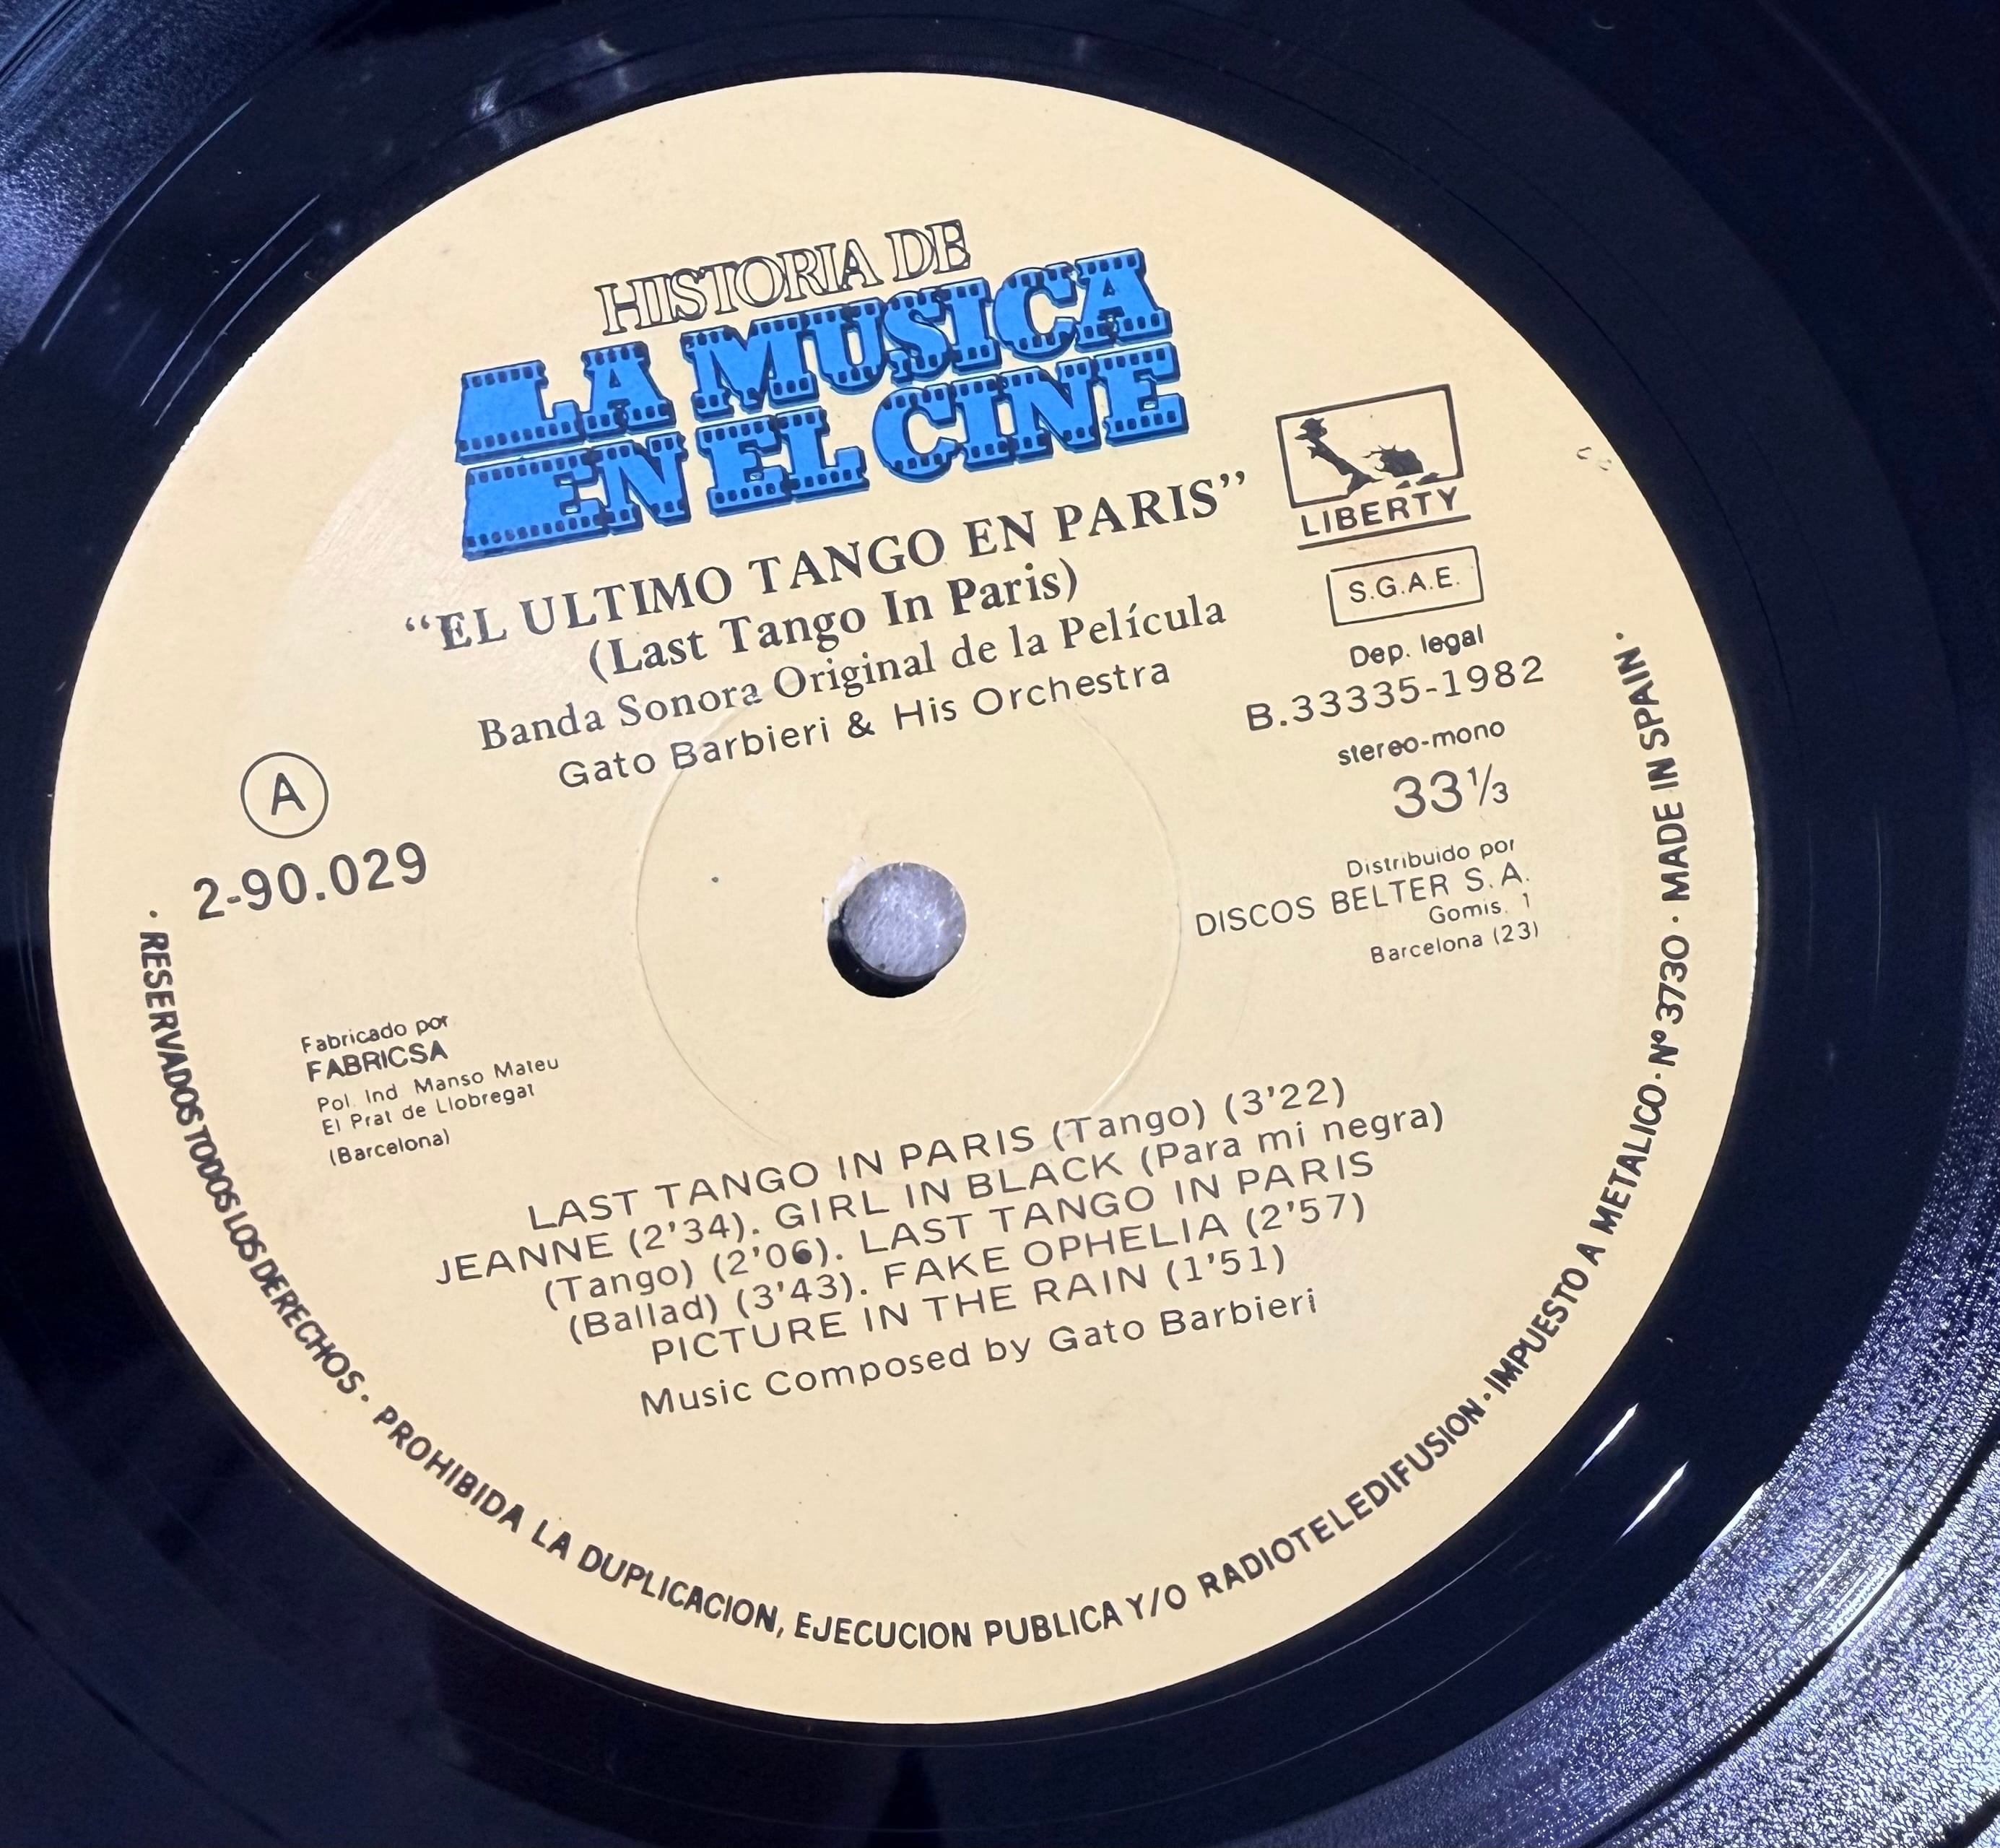 HISTORIA DE
LA MUSICA
EN EL CINE
"EL ULTIMO TANGO EN PARIS"
(Last Tango In Paris)
Banda Sonora Original de la Película
Gato Barbieri & His Orchestra
LIBERTY
S.G.A.E.
Dep. legal
B.33335-1982
stereo-mono
33 1/3
Distribuido por
DISCOS BELTER S.A.
Gomis, 1
Barcelona (23)
A
2-90.029
Fabricado por
FABRICSA
Pol. Ind Manso Mateu
El Prat de Llobregat
(Barcelona)
LAST TANGO IN PARIS (Tango) (3'22)
JEANNE (2'34). GIRL IN BLACK (Para mi negra)
(Tango) (2'06). LAST TANGO IN PARIS
(Ballad) (3'43). FAKE OPHELIA (2'57)
PICTURE IN THE RAIN (1'51)
Music Composed by Gato Barbieri
· RESERVADOS TODOS LOS DERECHOS · PROHIBIDA LA DUPLICACION, EJECUCION PUBLICA Y/O RADIOTELEDIFUSION · IMPUESTO A METALICO · Nº 3730 · MADE IN SPAIN ·